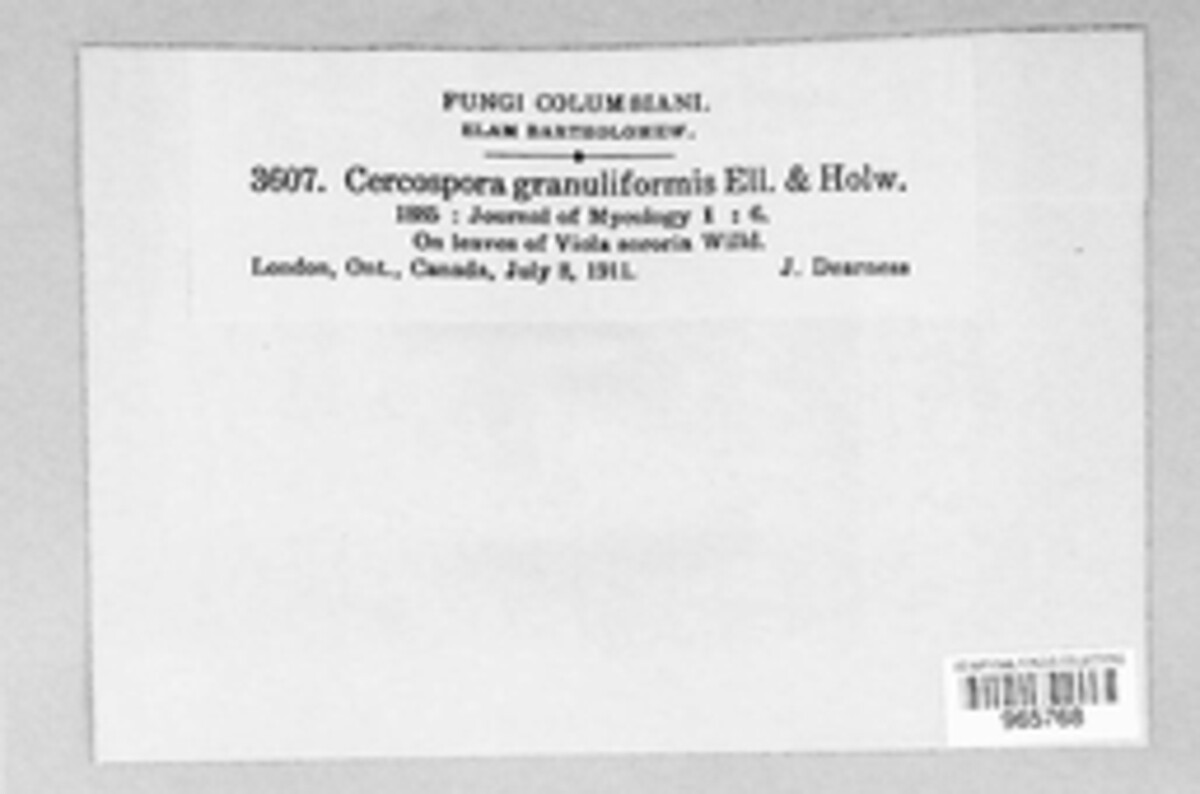 FUNGI COLUMBIANI.
ELAM BARTHOLOMEW.
3607. Cercospora granuliformis Ell. & Holw.
1885 : Journal of Mycology 1 : 6.
On leaves of Viola sororia Willd.
London, Ont., Canada, July 8, 1911. J. Dearness
965768